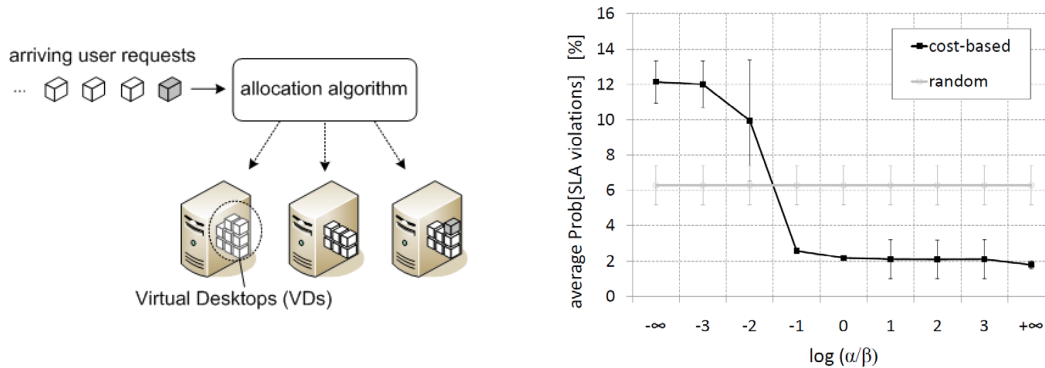 arriving user requests
...
allocation algorithm
Virtual Desktops (VDs)
average Prob[SLA violations] [%]
16
14
12
10
8
6
4
2
0
cost-based
random
-∞ -3 -2 -1 0 1 2 3 +∞
log (α/β)